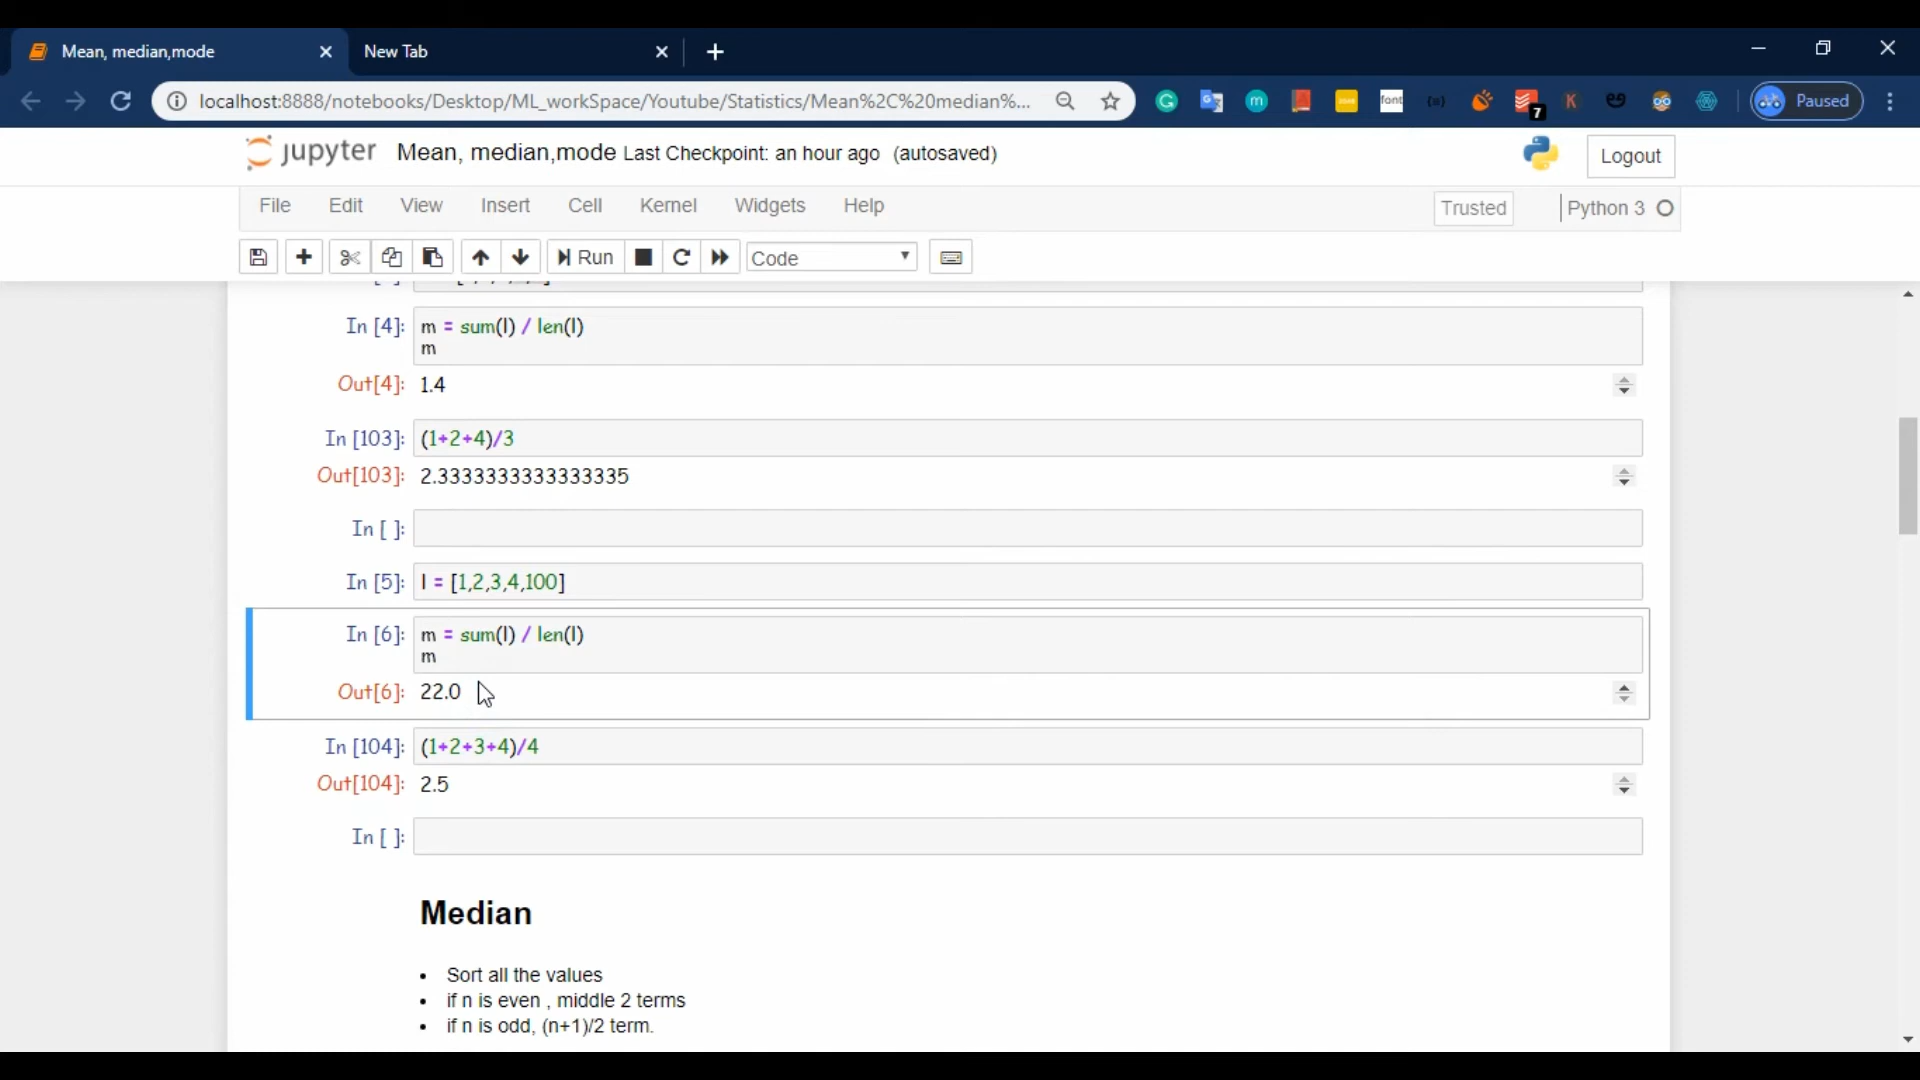 Mean, median,mode
New Tab
localhost:8888/notebooks/Desktop/ML_workSpace/Youtube/Statistics/Mean%2C%20median%...
font
7
K
Paused
jupyter Mean, median,mode Last Checkpoint: an hour ago (autosaved)
Logout
File Edit View Insert Cell Kernel Widgets Help
Trusted
Python 3
Run
Code
In [4]: m = sum(l) / len(l)
m
Out[4]: 1.4
In [103]: (1+2+4)/3
Out[103]: 2.3333333333333335
In [ ]:
In [5]: l = [1,2,3,4,100]
In [6]: m = sum(l) / len(l)
m
Out[6]: 22.0
In [104]: (1+2+3+4)/4
Out[104]: 2.5
In [ ]:
Median
• Sort all the values
• if n is even , middle 2 terms
• if n is odd, (n+1)/2 term.